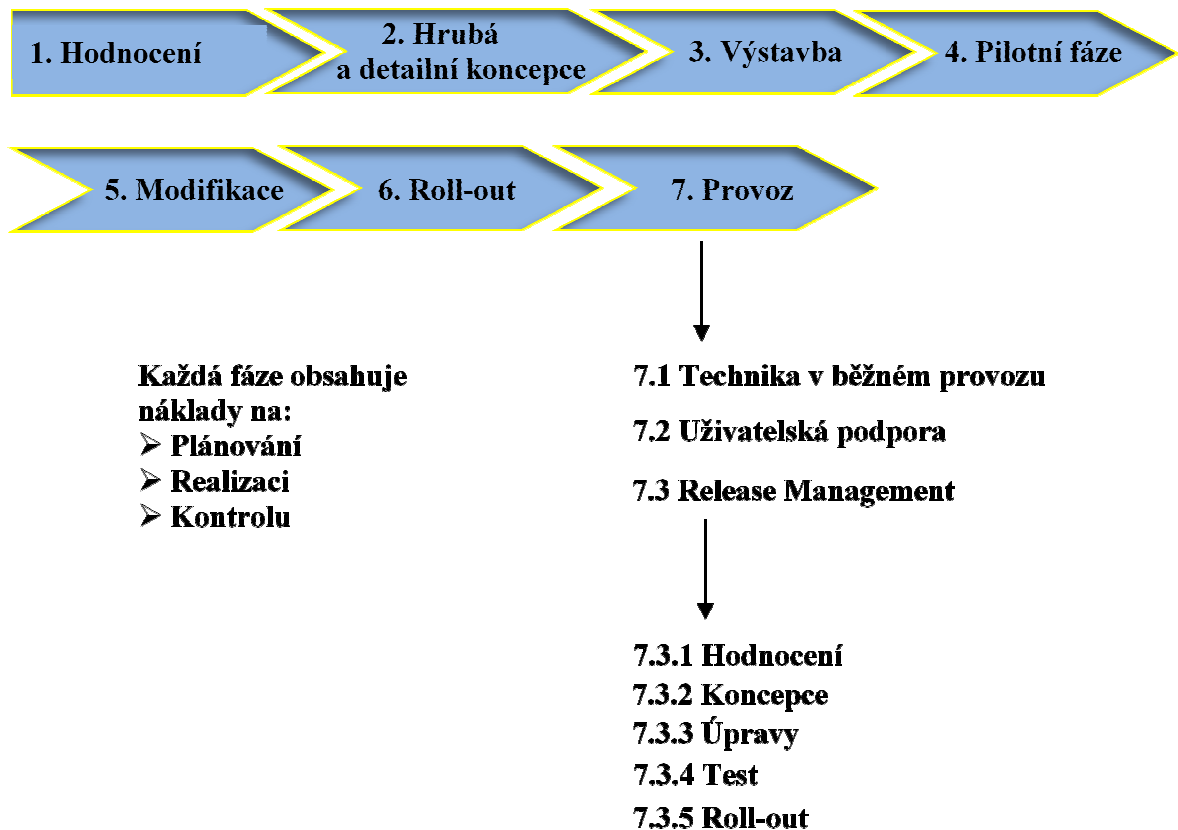 1. Hodnocení
2. Hrubá
a detailní koncepce
3. Výstavba
4. Pilotní fáze
5. Modifikace
6. Roll-out
7. Provoz
Každá fáze obsahuje
náklady na:
➢ Plánování
➢ Realizaci
➢ Kontrolu
7.1 Technika v běžném provozu
7.2 Uživatelská podpora
7.3 Release Management
7.3.1 Hodnocení
7.3.2 Koncepce
7.3.3 Úpravy
7.3.4 Test
7.3.5 Roll-out